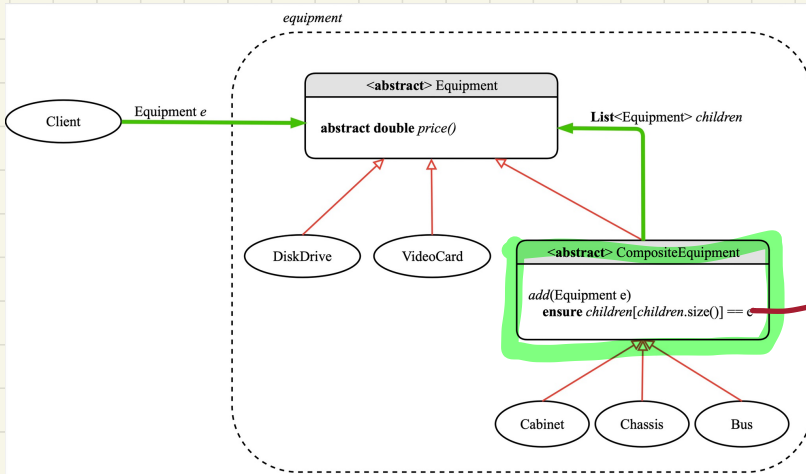 equipment
<abstract> Equipment
Client
Equipment e
abstract double price()
List<Equipment> children
DiskDrive
VideoCard
<abstract> CompositeEquipment
add(Equipment e)
ensure children[children.size()] == e
Cabinet
Chassis
Bus